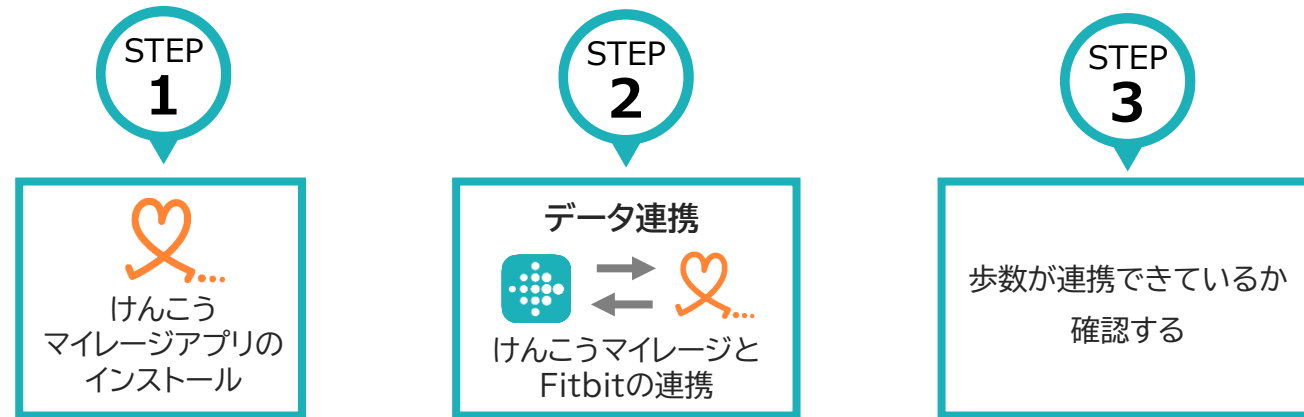 STEP
1
けんこう
マイレージアプリの
インストール
STEP
2
データ連携
けんこうマイレージと
Fitbitの連携
STEP
3
歩数が連携できているか
確認する